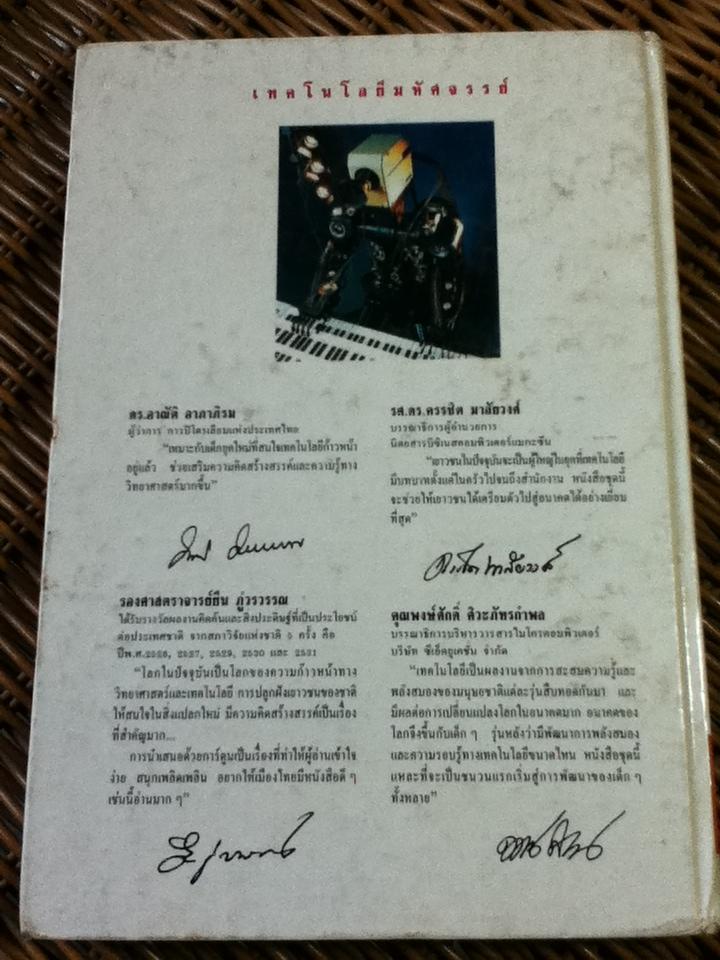 เทคโนโลยีมหัศจรรย์
ดร.อาณัติ อาภาภิรม
ผู้ว่าการ การปิโตรเลียมแห่งประเทศไทย
"เหมาะกับเด็กยุคใหม่ที่สนใจเทคโนโลยีก้าวหน้า
อยู่แล้ว ช่วยเสริมความคิดสร้างสรรค์และความรู้ทาง
วิทยาศาสตร์มากขึ้น"
รศ.ดร.ครรชิต มาลัยวงศ์
บรรณาธิการผู้อำนวยการ
นิตยสารบิซิเนสคอมพิวเตอร์แมกะซีน
"เยาวชนในปัจจุบันจะเป็นผู้ใหญ่ในยุคที่เทคโนโลยี
มีบทบาทตั้งแต่ในครัวไปจนถึงสำนักงาน หนังสือชุดนี้
จะช่วยให้เยาวชนได้เตรียมตัวไปสู่อนาคตได้อย่างเยี่ยม
ที่สุด"
รองศาสตราจารย์ยืน ภู่วรวรรณ
ได้รับรางวัลผลงานคิดค้นและสิ่งประดิษฐ์ที่เป็นประโยชน์
ต่อประเทศชาติ จากสภาวิจัยแห่งชาติ 5 ครั้ง คือ
ปีพ.ศ.2526, 2527, 2529, 2530 และ 2531
"โลกในปัจจุบันเป็นโลกของความก้าวหน้าทาง
วิทยาศาสตร์และเทคโนโลยี การปลูกฝังเยาวชนของชาติ
ให้สนใจในสิ่งแปลกใหม่ มีความคิดสร้างสรค์เป็นเรื่อง
ที่สำคัญมาก...
การนำเสนอด้วยการ์ตูนเป็นเรื่องที่ทำให้ผู้อ่านเข้าใจ
ง่าย สนุกเพลิดเพลิน อยากให้เมืองไทยมีหนังสือดี ๆ
เช่นนี้อ่านมาก ๆ"
คุณพงษ์ศักดิ์ ศิวะภัทรกำพล
บรรณาธิการบริหารวารสารไมโครคอมพิวเตอร์
บริษัท ซีเอ็ดยูเคชั่น จำกัด
"เทคโนโลยีเป็นผลงานจากการสะสมความรู้และ
พลังสมองของมนุษยชาติแต่ละรุ่นสืบทอดกันมา และ
มีผลต่อการเปลี่ยนแปลงโลกในอนาคตมาก อนาคตของ
โลกจึงขึ้นกับเด็ก ๆ รุ่นหลังว่ามีพัฒนาการพลังสมอง
และความรอบรู้ทางเทคโนโลยีขนาดไหน หนังสือชุดนี้
แหละที่จะเป็นชนวนแรกเริ่มสู่การพัฒนาของเด็ก ๆ
ทั้งหลาย"